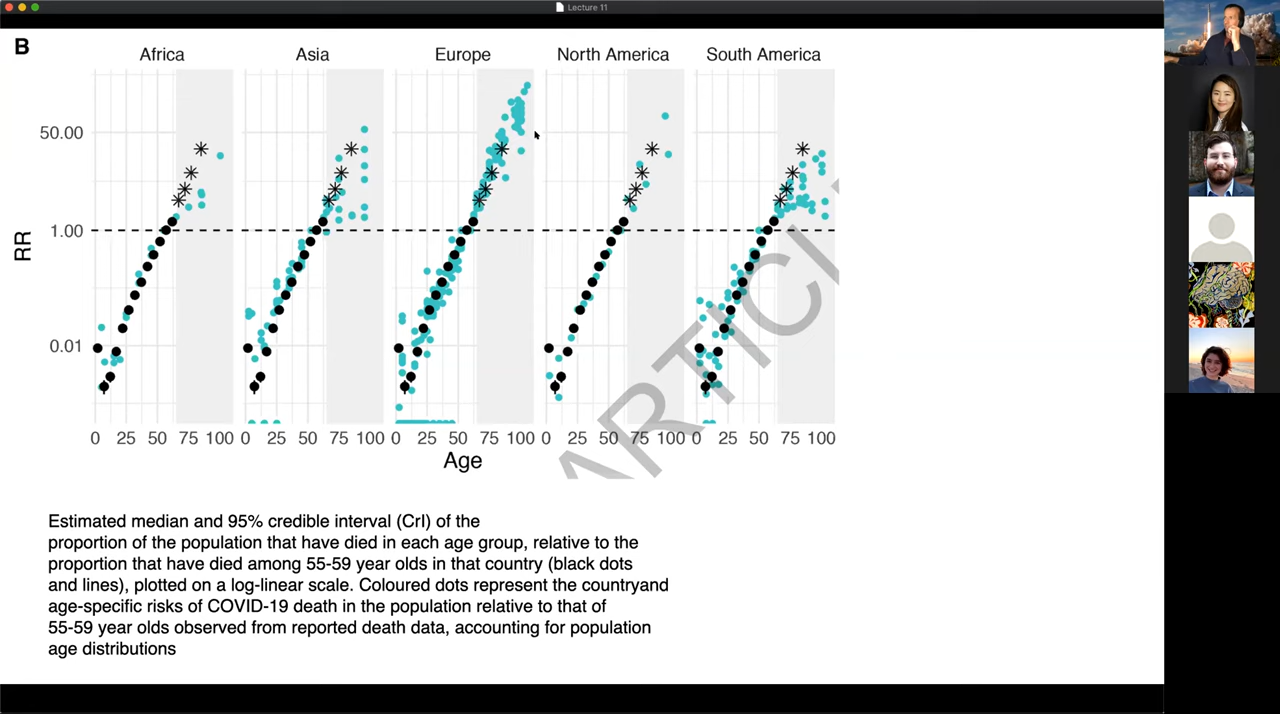 Lecture 11
B
Africa Asia Europe North America South America
50.00
1.00
0.01
RR
0 25 50 75 100 0 25 50 75 100 0 25 50 75 100 0 25 50 75 100 0 25 50 75 100
Age
ARTICL
Estimated median and 95% credible interval (CrI) of the
proportion of the population that have died in each age group, relative to the
proportion that have died among 55-59 year olds in that country (black dots
and lines), plotted on a log-linear scale. Coloured dots represent the countryand
age-specific risks of COVID-19 death in the population relative to that of
55-59 year olds observed from reported death data, accounting for population
age distributions